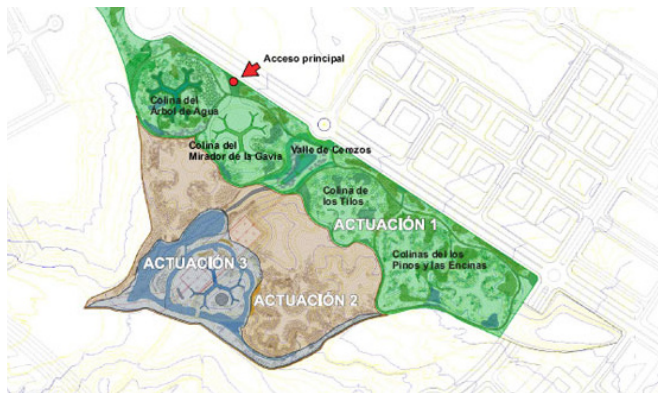 Acceso principal
Colina del
Árbol de Agua
Colina del
Mirador de la Gavia
Valle de Cerezos
Colina de
los Tilos
ACTUACIÓN 1
Colinas del los
Pinos y las Encinas
ACTUACIÓN 3
ACTUACIÓN 2